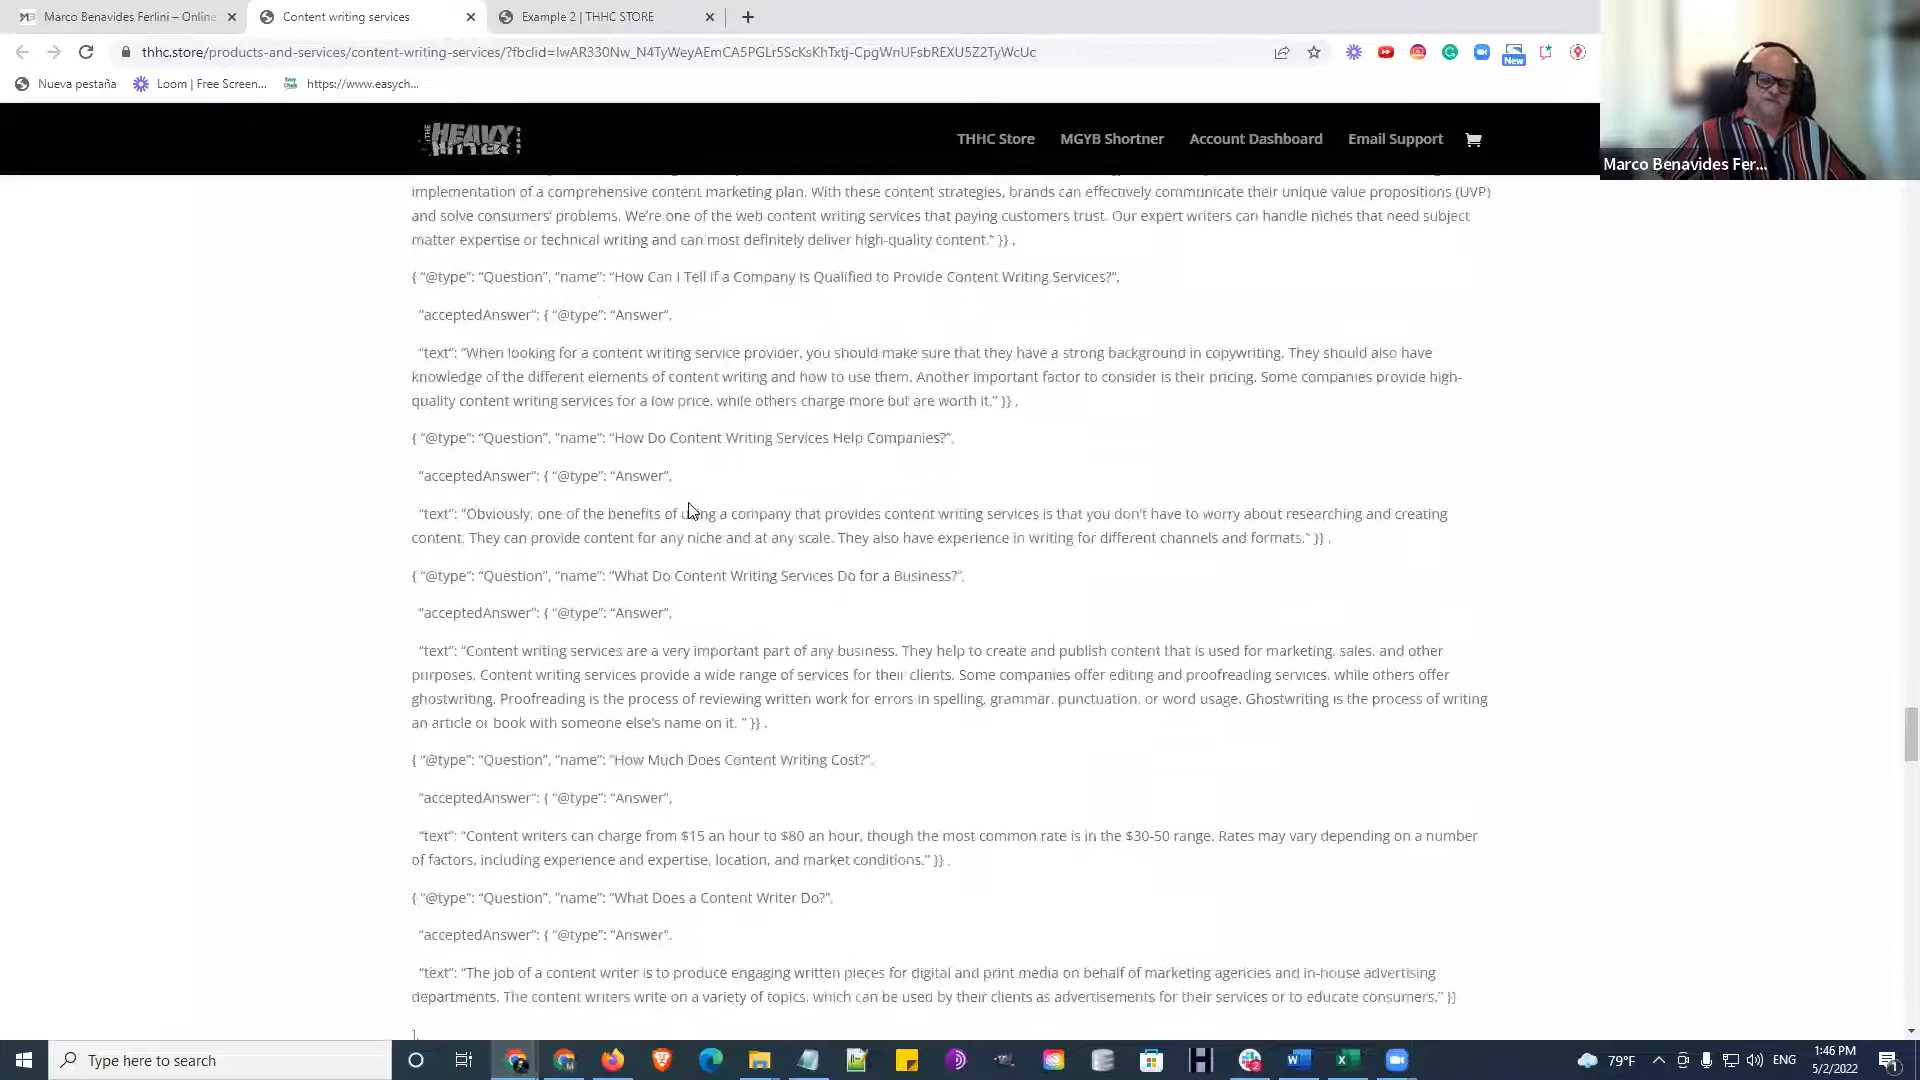 Marco Benavides Ferlini – Online
Content writing services
Example 2 | THHC STORE
thhc.store/products-and-services/content-writing-services/?fbclid=IwAR330Nw_N4TyWeyAEmCA5PGLr5ScKsKhTxtj-CpgWnUFsbREXU5Z2TyWcUc
New
Nueva pestaña
Loom | Free Screen...
https://www.easych...
THE HEAVY HITTER STORE
THHC Store
MGYB Shortner
Account Dashboard
Email Support
Marco Benavides Fer...
implementation of a comprehensive content marketing plan. With these content strategies, brands can effectively communicate their unique value propositions (UVP)
and solve consumers’ problems. We’re one of the web content writing services that paying customers trust. Our expert writers can handle niches that need subject
matter expertise or technical writing and can most definitely deliver high-quality content.” }} ,
{ “@type”: “Question”, “name”: “How Can I Tell if a Company Is Qualified to Provide Content Writing Services?”,
“acceptedAnswer”: { “@type”: “Answer”,
“text”: “When looking for a content writing service provider, you should make sure that they have a strong background in copywriting. They should also have
knowledge of the different elements of content writing and how to use them. Another important factor to consider is their pricing. Some companies provide high-
quality content writing services for a low price, while others charge more but are worth it.” }} ,
{ “@type”: “Question”, “name”: “How Do Content Writing Services Help Companies?”,
“acceptedAnswer”: { “@type”: “Answer”,
“text”: “Obviously, one of the benefits of using a company that provides content writing services is that you don’t have to worry about researching and creating
content. They can provide content for any niche and at any scale. They also have experience in writing for different channels and formats.” }} ,
{ “@type”: “Question”, “name”: “What Do Content Writing Services Do for a Business?”,
“acceptedAnswer”: { “@type”: “Answer”,
“text”: “Content writing services are a very important part of any business. They help to create and publish content that is used for marketing, sales, and other
purposes. Content writing services provide a wide range of services for their clients. Some companies offer editing and proofreading services, while others offer
ghostwriting. Proofreading is the process of reviewing written work for errors in spelling, grammar, punctuation, or word usage. Ghostwriting is the process of writing
an article or book with someone else’s name on it. ” }} ,
{ “@type”: “Question”, “name”: “How Much Does Content Writing Cost?”,
“acceptedAnswer”: { “@type”: “Answer”,
“text”: “Content writers can charge from $15 an hour to $80 an hour, though the most common rate is in the $30-50 range. Rates may vary depending on a number
of factors, including experience and expertise, location, and market conditions.” }} ,
{ “@type”: “Question”, “name”: “What Does a Content Writer Do?”,
“acceptedAnswer”: { “@type”: “Answer”,
“text”: “The job of a content writer is to produce engaging written pieces for digital and print media on behalf of marketing agencies and in-house advertising
departments. The content writers write on a variety of topics, which can be used by their clients as advertisements for their services or to educate consumers.” }}
],
Type here to search
79°F
ENG
1:46 PM
5/2/2022